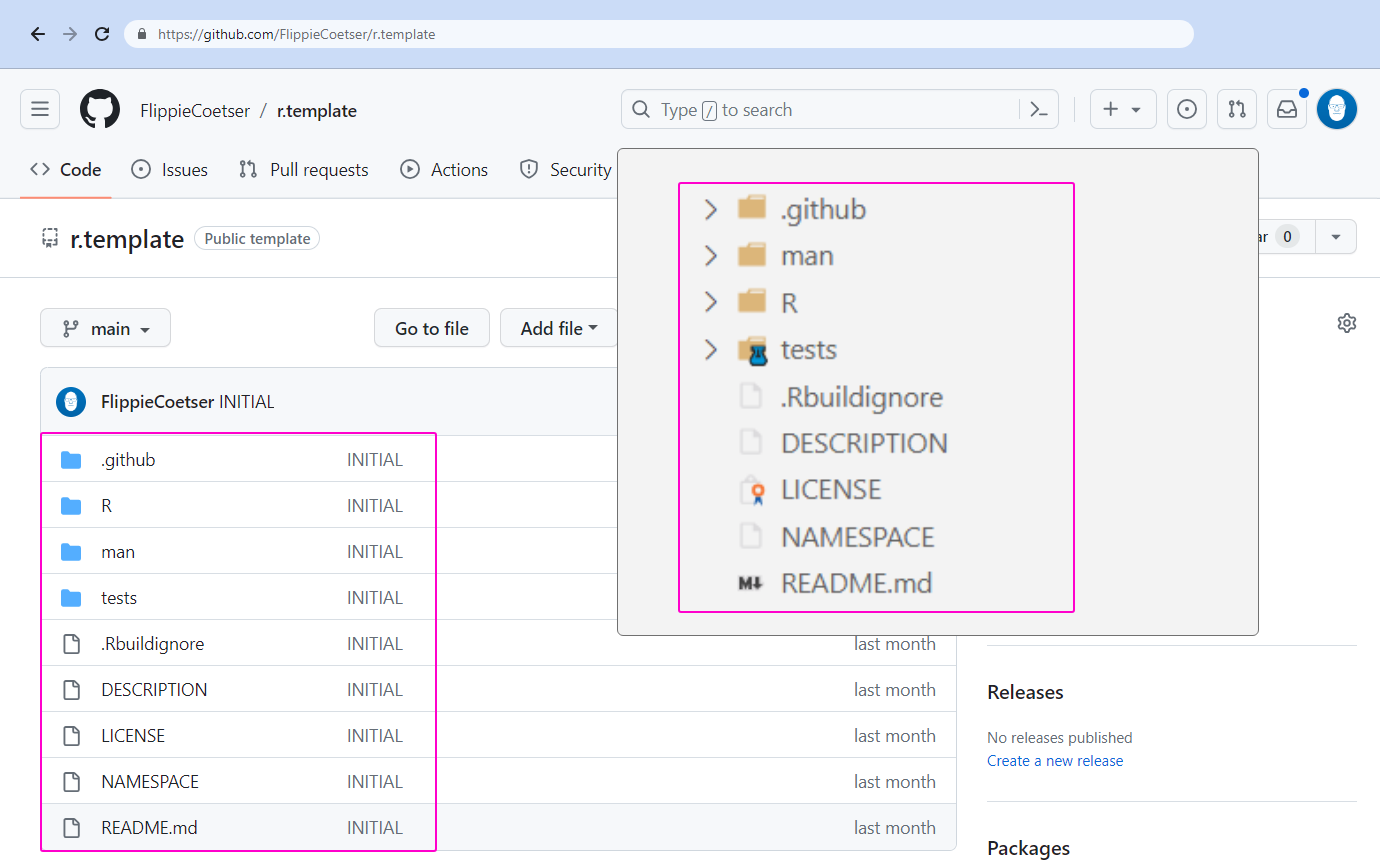 https://github.com/FlippieCoetser/r.template
FlippieCoetser / r.template
Type / to search
Code Issues Pull requests Actions Security
r.template Public template
ar 0
main Go to file Add file
FlippieCoetser INITIAL
.github INITIAL
R INITIAL
man INITIAL
tests INITIAL
.Rbuildignore INITIAL last month
DESCRIPTION INITIAL last month
LICENSE INITIAL last month
NAMESPACE INITIAL last month
README.md INITIAL last month
.github
man
R
tests
.Rbuildignore
DESCRIPTION
LICENSE
NAMESPACE
M README.md
Releases
No releases published
Create a new release
Packages